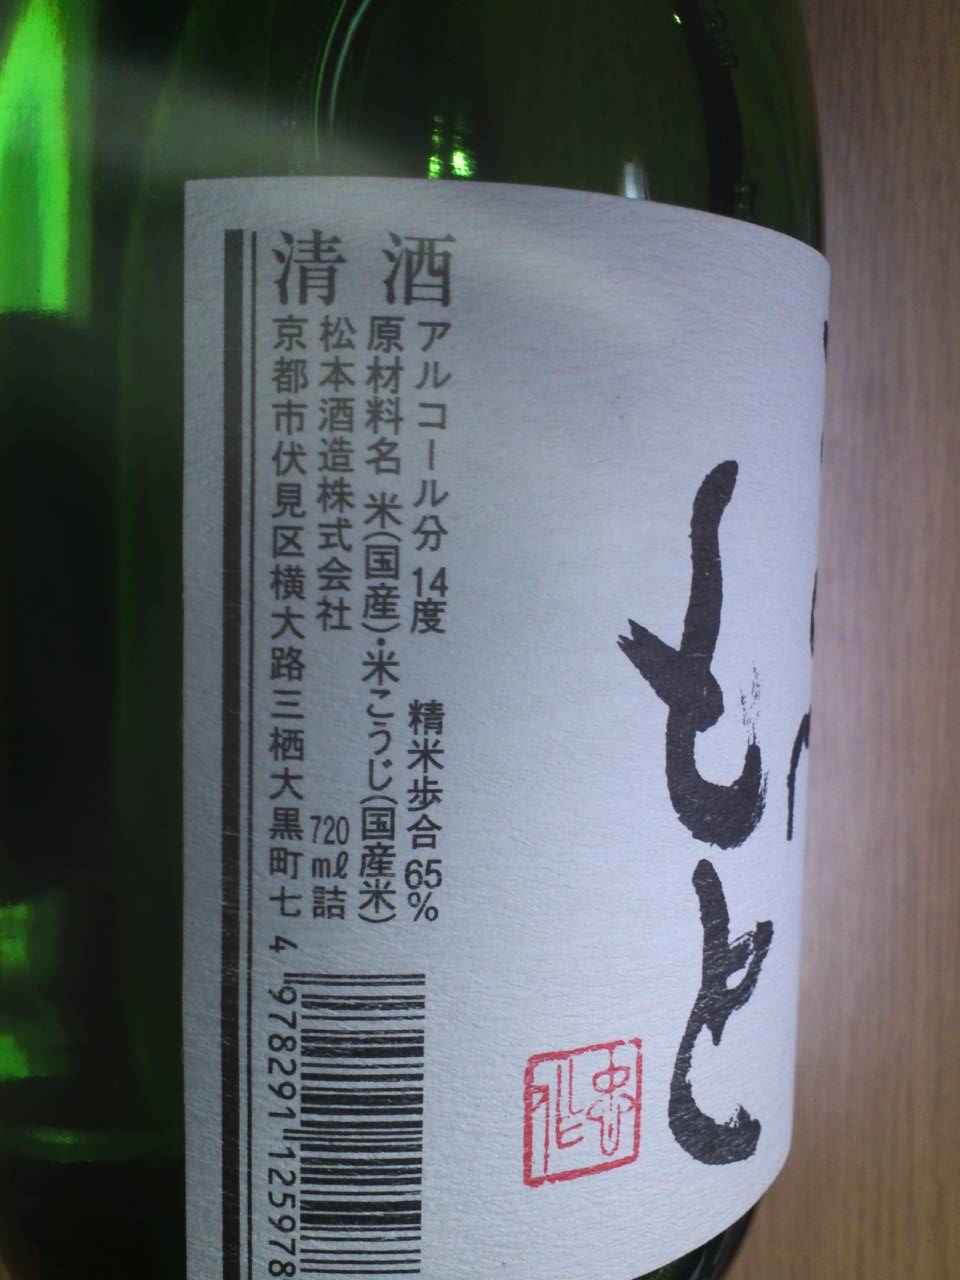 もと
清酒
アルコール分 14度 精米歩合 65%
原材料名 米(国産)・米こうじ(国産米)
松本酒造株式会社 720ml詰
京都市伏見区横大路三栖大黒町七
4 978291 125978